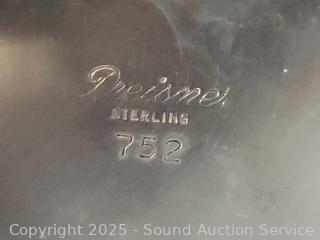 Preisner
STERLING
752
Copyright 2025 - Sound Auction Service